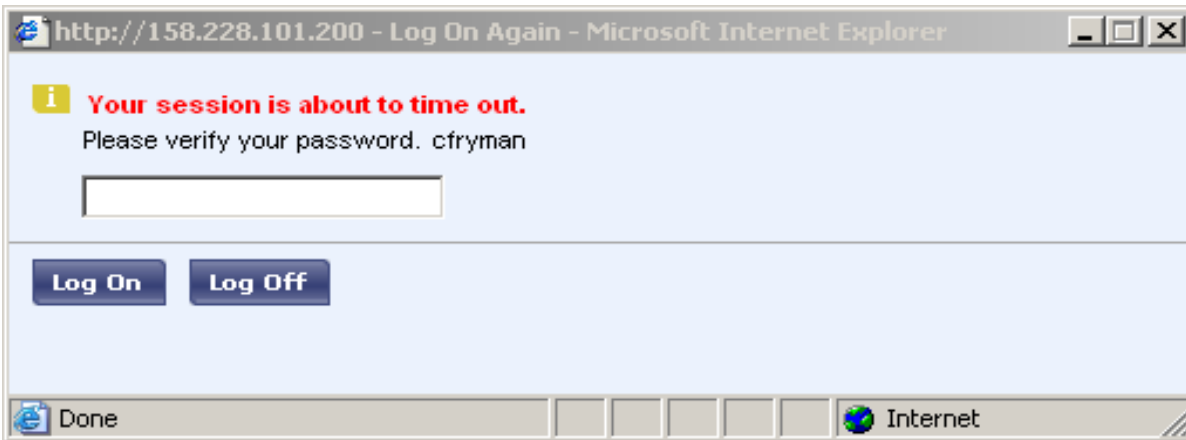 http://158.228.101.200 - Log On Again - Microsoft Internet Explorer
i Your session is about to time out.
Please verify your password. cfryman
Log On Log Off
Done Internet